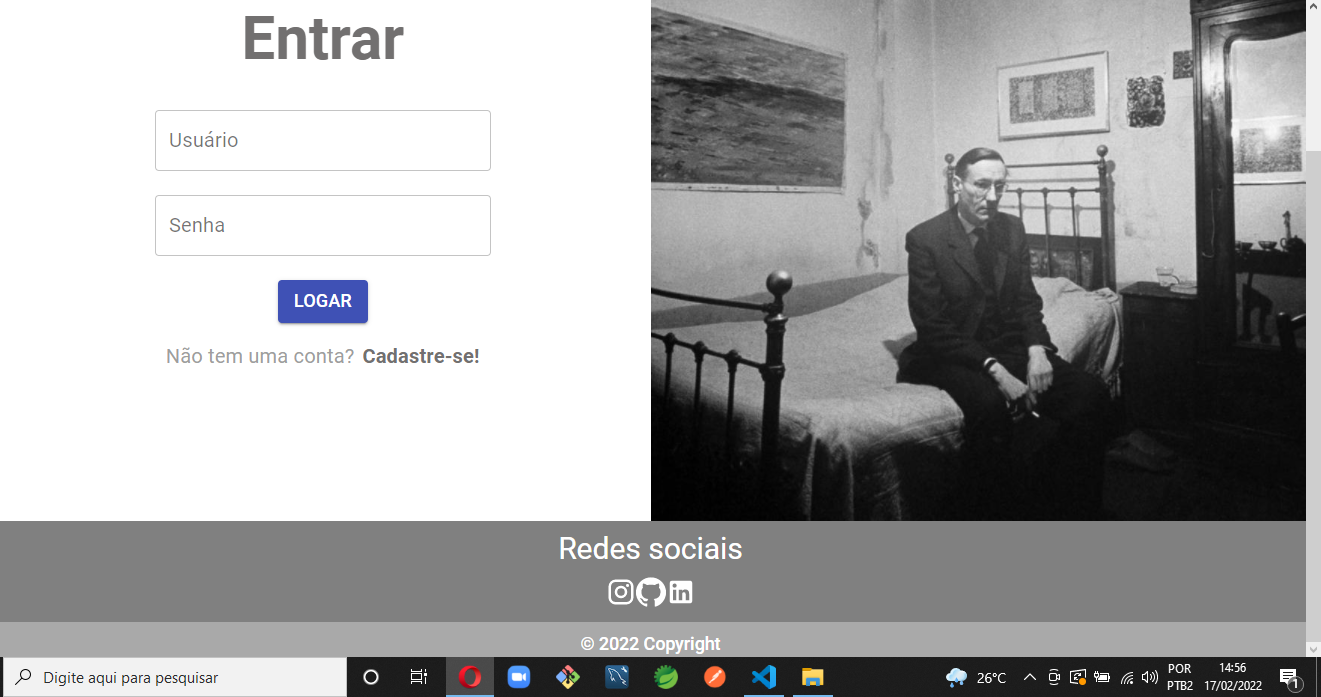 Entrar
Usuário
Senha
LOGAR
Não tem uma conta? Cadastre-se!
Redes sociais
© 2022 Copyright
Digite aqui para pesquisar
26°C
POR
PTB2
14:56
17/02/2022
1